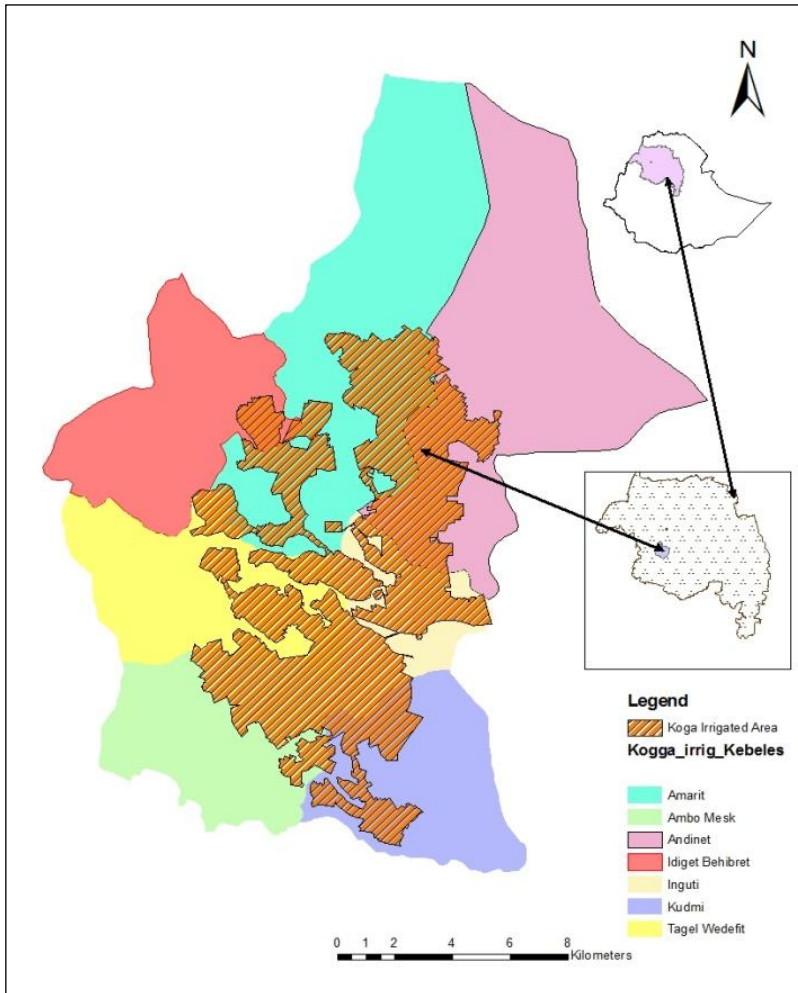 N
Legend
Koga Irrigated Area
Kogga_irrig_Kebeles
Amarit
Ambo Mesk
Andinet
Idiget Behibret
Inguti
Kudmi
Tagel Wedefit
0 1 2 4 6 8
Kilometers